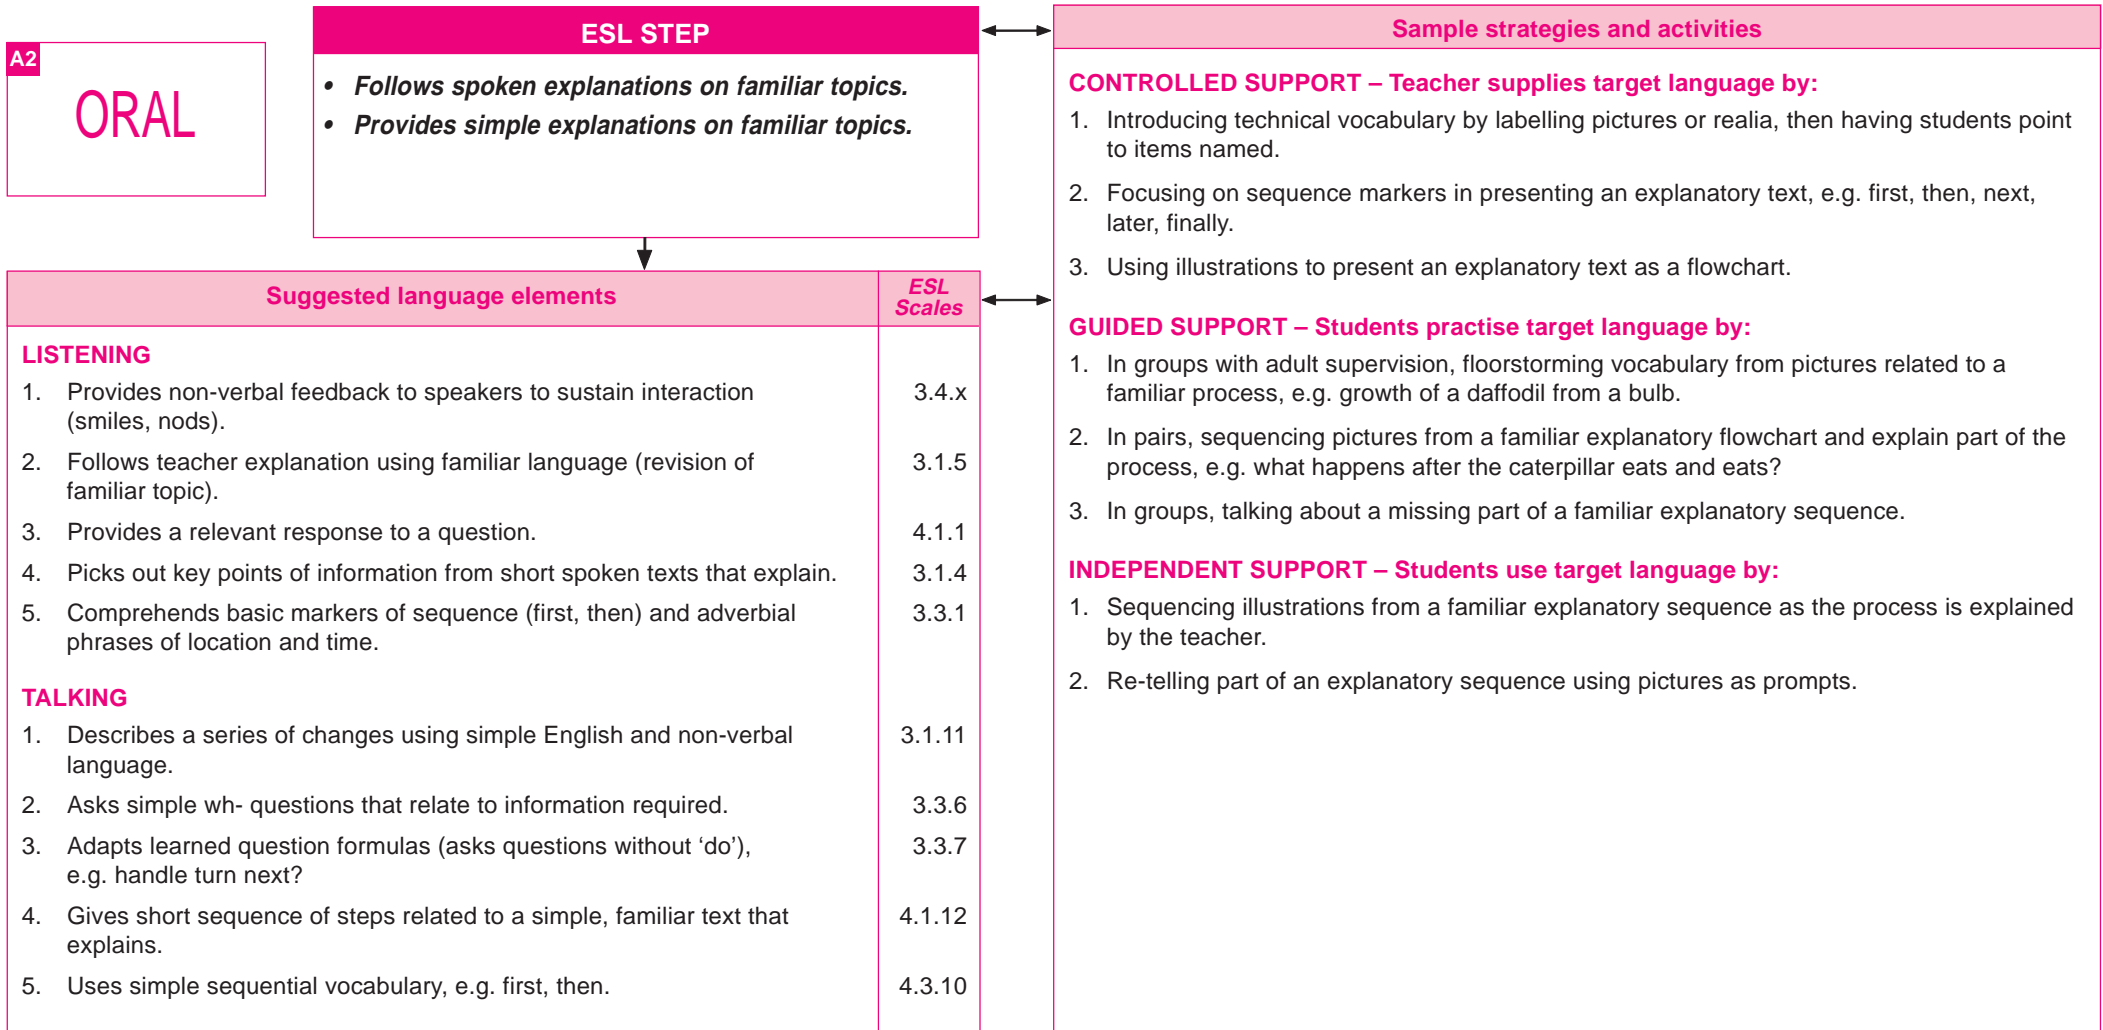 A2
ORAL
ESL STEP
• Follows spoken explanations on familiar topics.
• Provides simple explanations on familiar topics.
Suggested language elements
ESL
Scales
LISTENING
1. Provides non-verbal feedback to speakers to sustain interaction 3.4.x
(smiles, nods).
2. Follows teacher explanation using familiar language (revision of 3.1.5
familiar topic).
3. Provides a relevant response to a question. 4.1.1
4. Picks out key points of information from short spoken texts that explain. 3.1.4
5. Comprehends basic markers of sequence (first, then) and adverbial 3.3.1
phrases of location and time.
TALKING
1. Describes a series of changes using simple English and non-verbal 3.1.11
language.
2. Asks simple wh- questions that relate to information required. 3.3.6
3. Adapts learned question formulas (asks questions without ‘do’), 3.3.7
e.g. handle turn next?
4. Gives short sequence of steps related to a simple, familiar text that 4.1.12
explains.
5. Uses simple sequential vocabulary, e.g. first, then. 4.3.10
Sample strategies and activities
CONTROLLED SUPPORT – Teacher supplies target language by:
1. Introducing technical vocabulary by labelling pictures or realia, then having students point
to items named.
2. Focusing on sequence markers in presenting an explanatory text, e.g. first, then, next,
later, finally.
3. Using illustrations to present an explanatory text as a flowchart.
GUIDED SUPPORT – Students practise target language by:
1. In groups with adult supervision, floorstorming vocabulary from pictures related to a
familiar process, e.g. growth of a daffodil from a bulb.
2. In pairs, sequencing pictures from a familiar explanatory flowchart and explain part of the
process, e.g. what happens after the caterpillar eats and eats?
3. In groups, talking about a missing part of a familiar explanatory sequence.
INDEPENDENT SUPPORT – Students use target language by:
1. Sequencing illustrations from a familiar explanatory sequence as the process is explained
by the teacher.
2. Re-telling part of an explanatory sequence using pictures as prompts.